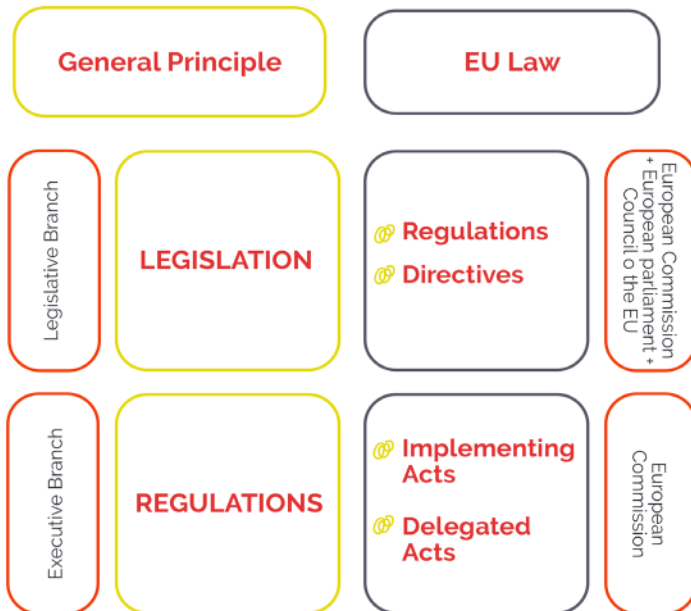 General Principle
EU Law
Legislative Branch
LEGISLATION
Regulations
Directives
European Commission
+ European parliament +
Council o the EU
Executive Branch
REGULATIONS
Implementing
Acts
Delegated
Acts
European
Commission